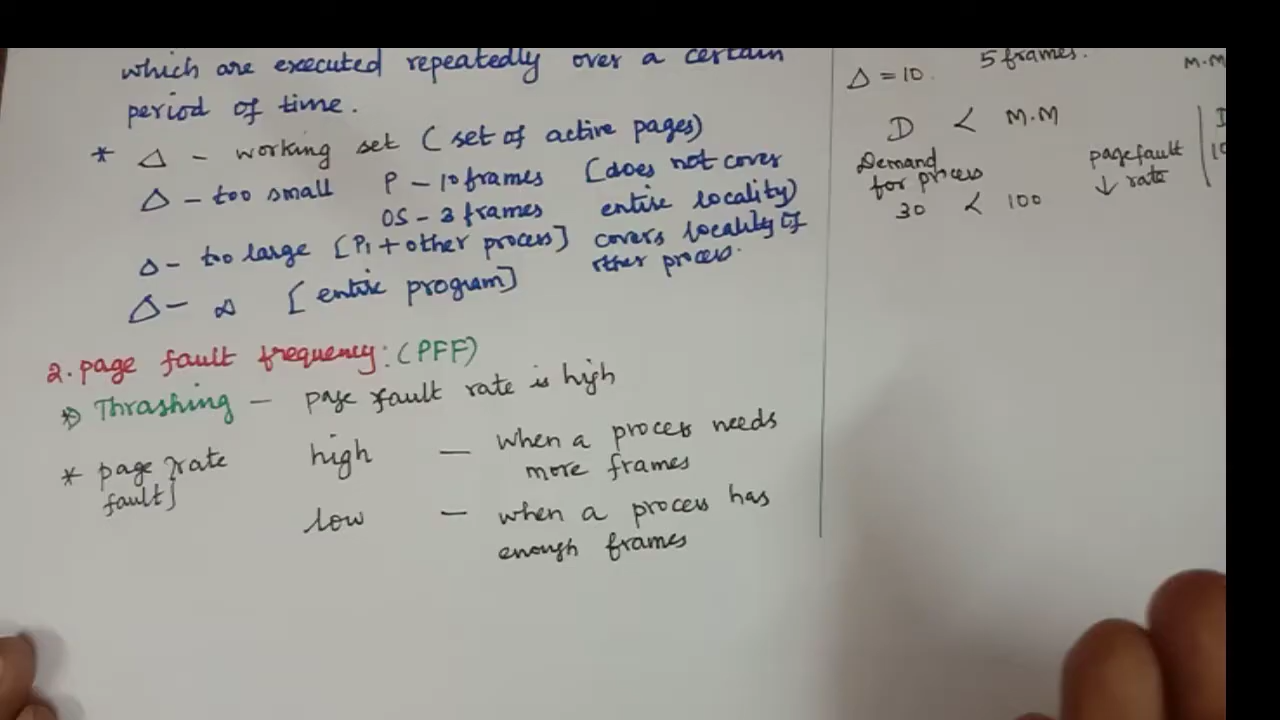 which are executed repeatedly over a certain
period of time.
* Δ - working set (set of active pages)
Δ - too small P - 10 frames [does not cover
OS - 3 frames entire locality)
Δ - too large [P1 + other process] covers locality of
other process.
Δ - ∞ [entire program]
2. page fault frequency: (PFF)
* Thrashing - page fault rate is high
* page fault] rate high - when a process needs
more frames
low - when a process has
enough frames
5 frames. M.M
Δ = 10.
D < M.M
Demand for process
page fault rate ↓
30 < 100